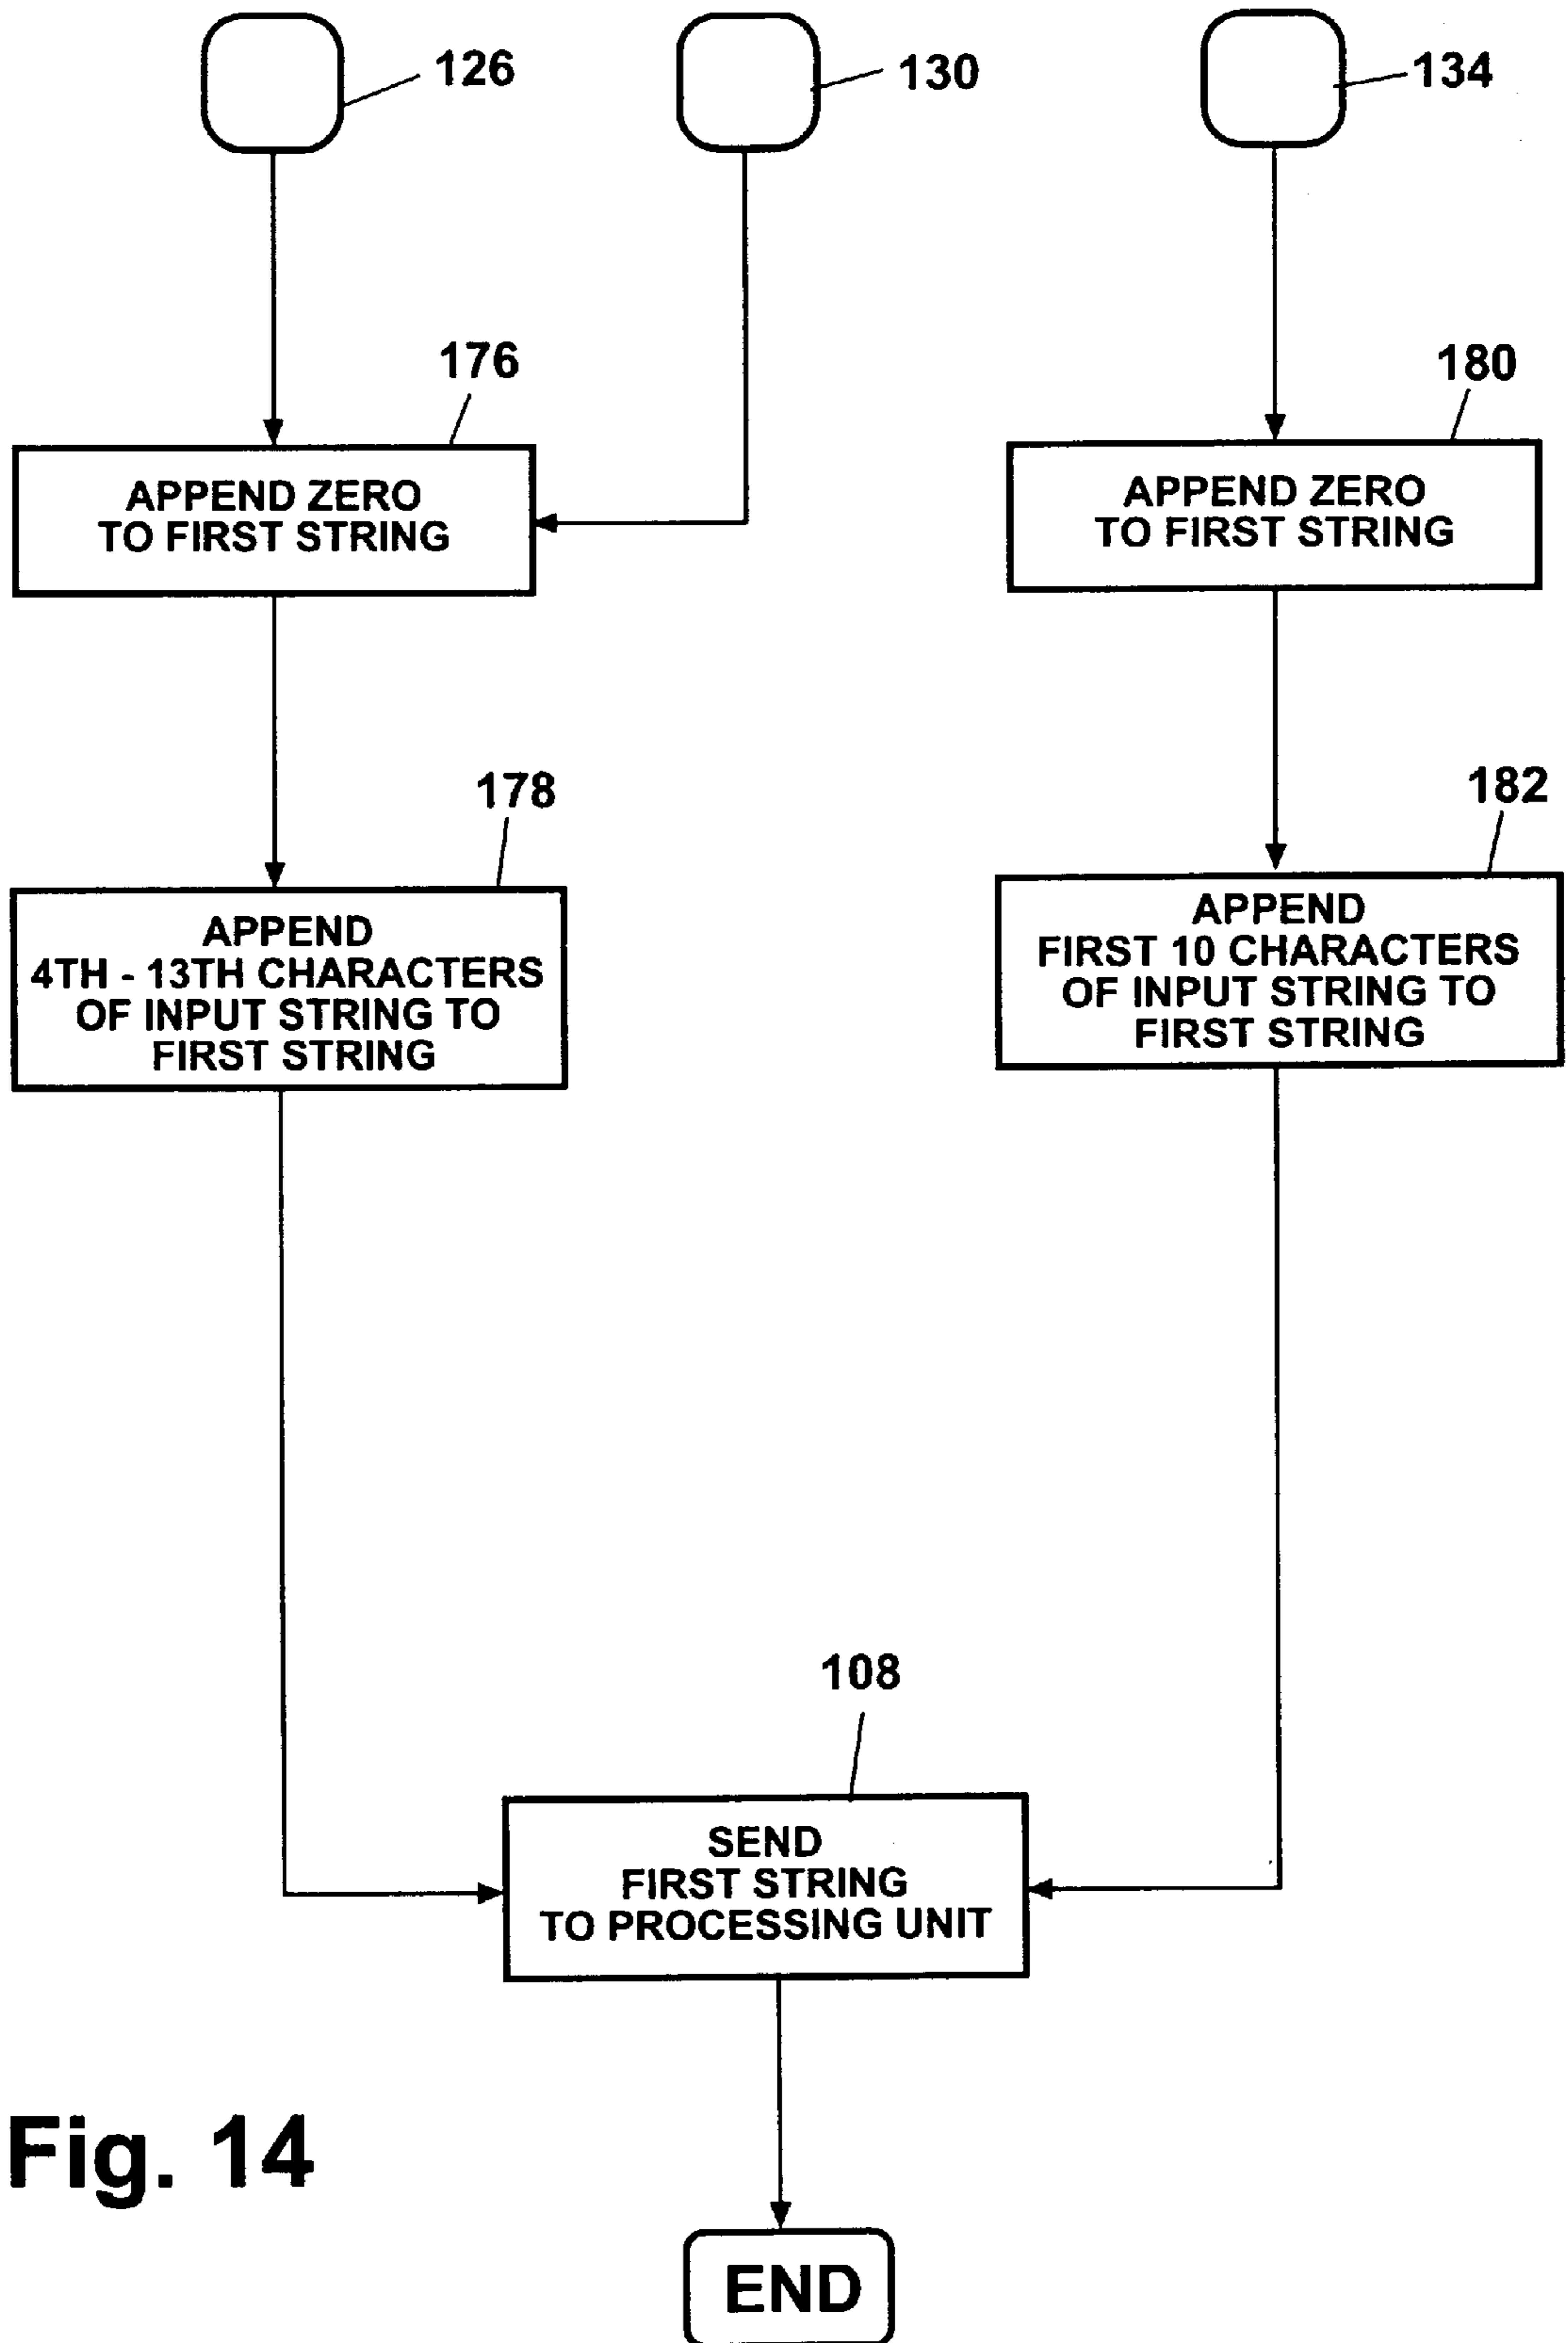 126
130
134
176
180
APPEND ZERO
TO FIRST STRING
APPEND ZERO
TO FIRST STRING
178
182
APPEND
4TH - 13TH CHARACTERS
OF INPUT STRING TO
FIRST STRING
APPEND
FIRST 10 CHARACTERS
OF INPUT STRING TO
FIRST STRING
108
SEND
FIRST STRING
TO PROCESSING UNIT
Fig. 14
END